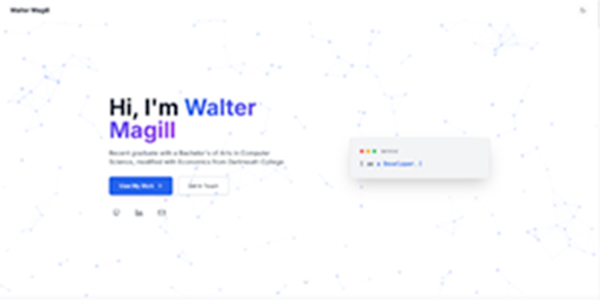 Walter Magill
Hi, I'm Walter
Magill
Recent graduate with a Bachelor's of Arts in Computer
Science, modified with Economics from Dartmouth College
View My Work
Get in Touch
I am a Developer.